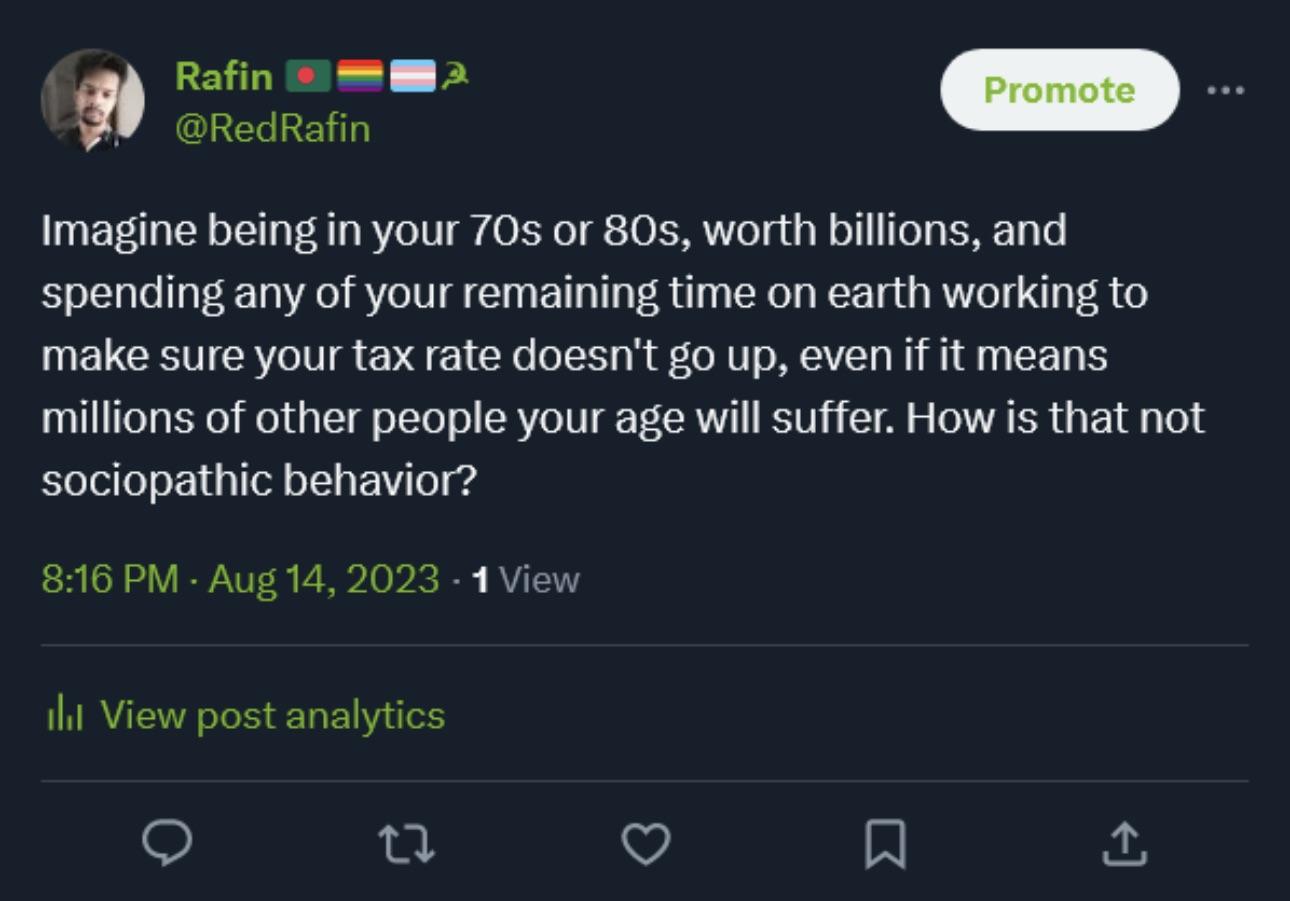 Rafin 🇧🇩🏳️‍🌈🏳️‍⚧️☭
@RedRafin
Promote
Imagine being in your 70s or 80s, worth billions, and
spending any of your remaining time on earth working to
make sure your tax rate doesn't go up, even if it means
millions of other people your age will suffer. How is that not
sociopathic behavior?
8:16 PM · Aug 14, 2023 · 1 View
View post analytics